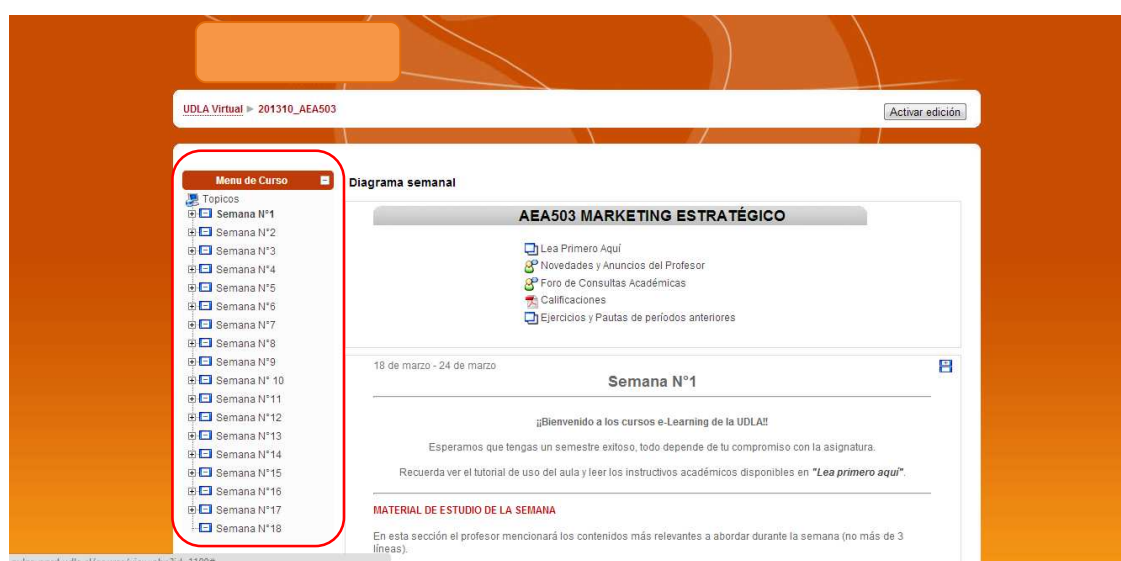 UDLA Virtual ► 201310_AEA503
Activar edición
Menu de Curso
Topicos
Semana N°1
Semana N°2
Semana N°3
Semana N°4
Semana N°5
Semana N°6
Semana N°7
Semana N°8
Semana N°9
Semana N° 10
Semana N°11
Semana N°12
Semana N°13
Semana N°14
Semana N°15
Semana N°16
Semana N°17
Semana N°18
Diagrama semanal
AEA503 MARKETING ESTRATÉGICO
Lea Primero Aquí
Novedades y Anuncios del Profesor
Foro de Consultas Académicas
Calificaciones
Ejercicios y Pautas de períodos anteriores
18 de marzo - 24 de marzo
Semana N°1
¡¡Bienvenido a los cursos e-Learning de la UDLA!!
Esperamos que tengas un semestre exitoso, todo depende de tu compromiso con la asignatura.
Recuerda ver el tutorial de uso del aula y leer los instructivos académicos disponibles en "Lea primero aquí".
MATERIAL DE ESTUDIO DE LA SEMANA
En esta sección el profesor mencionará los contenidos más relevantes a abordar durante la semana (no más de 3
líneas).